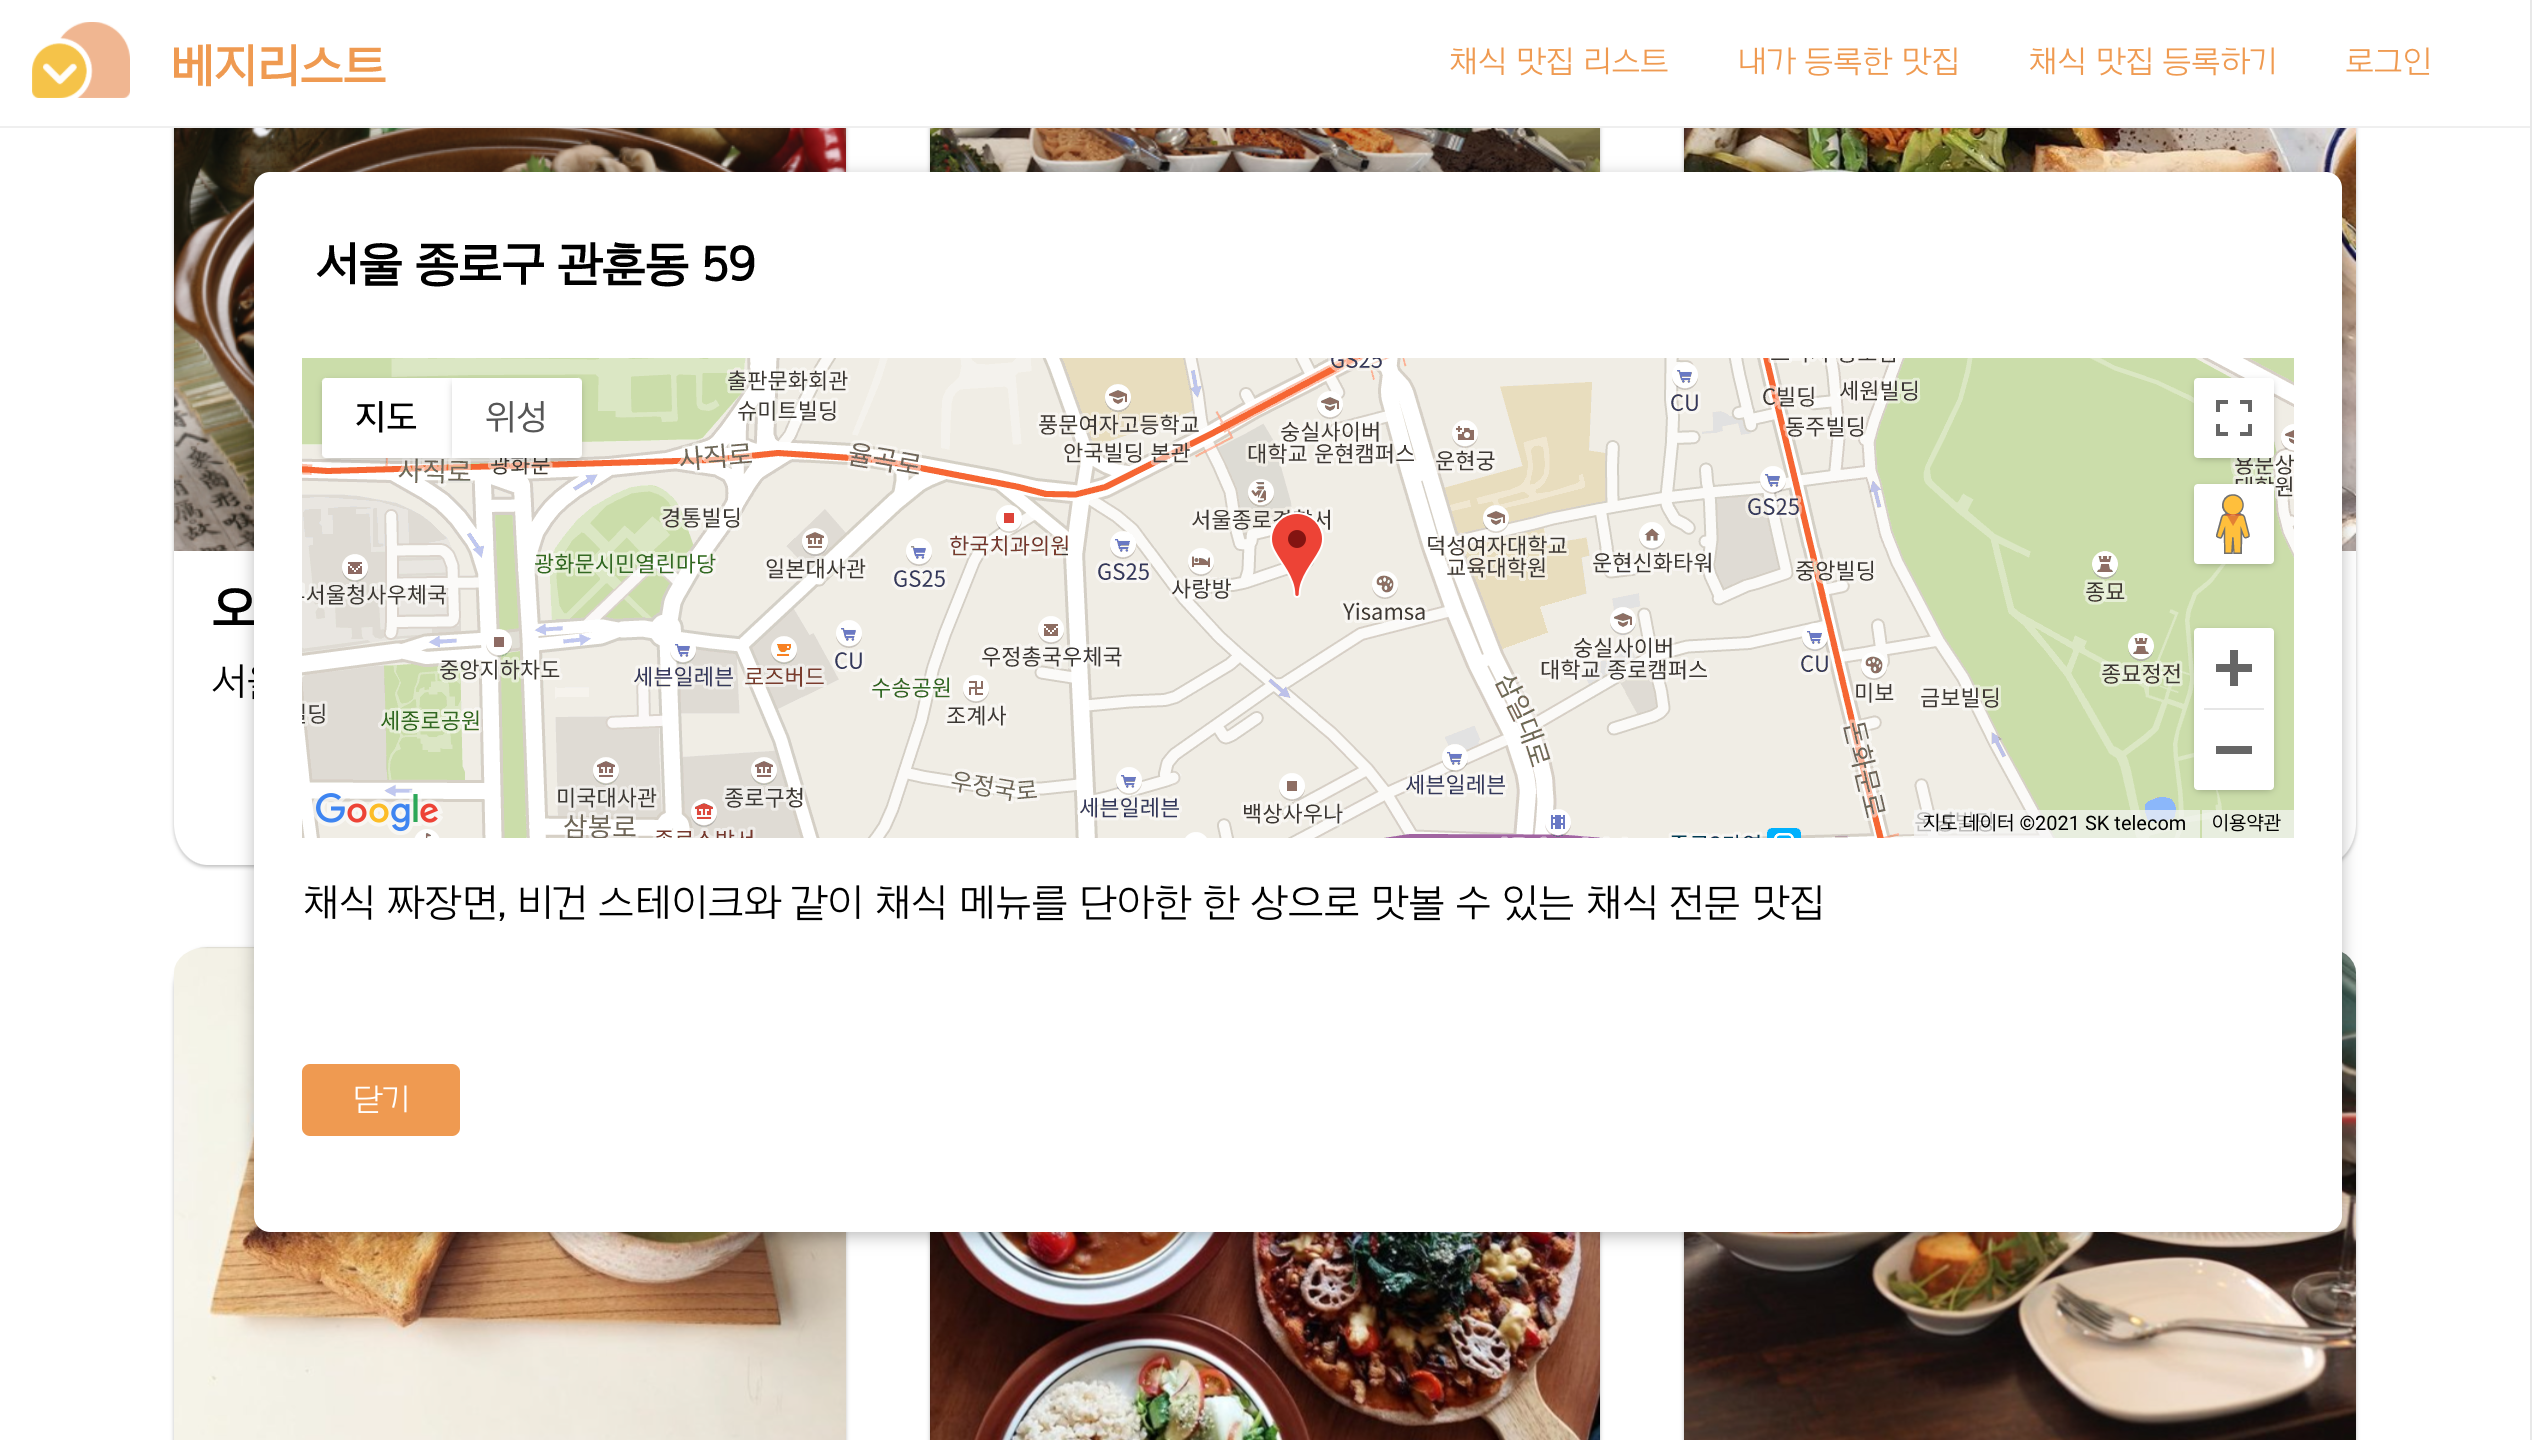 베지리스트
채식 맛집 리스트
내가 등록한 맛집
채식 맛집 등록하기
로그인
서울 종로구 관훈동 59
지도
위성
출판문화회관
슈미트빌딩
풍문여자고등학교
안국빌딩 본관
GS25
숭실사이버
대학교 운현캠퍼스
운현궁
CU
C빌딩
세원빌딩
동주빌딩
사직로
광화문
사직로
율곡로
경통빌딩
한국치과의원
광화문시민열린마당
일본대사관
GS25
GS25
사랑방
Yisamsa
덕성여자대학교
교육대학원
운현신화타워
GS25
중앙빌딩
종묘
서울청사우체국
중앙지하차도
세븐일레븐
로즈버드
CU
우정총국우체국
수송공원
조계사
숭실사이버
대학교 종로캠퍼스
CU
미보
금보빌딩
종묘정전
세종로공원
미국대사관
종로구청
삼봉로
우정국로
세븐일레븐
백상사우나
세븐일레븐
삼일대로
돈화문로
Google
지도 데이터 ©2021 SK telecom
이용약관
채식 짜장면, 비건 스테이크와 같이 채식 메뉴를 단아한 한 상으로 맛볼 수 있는 채식 전문 맛집
닫기